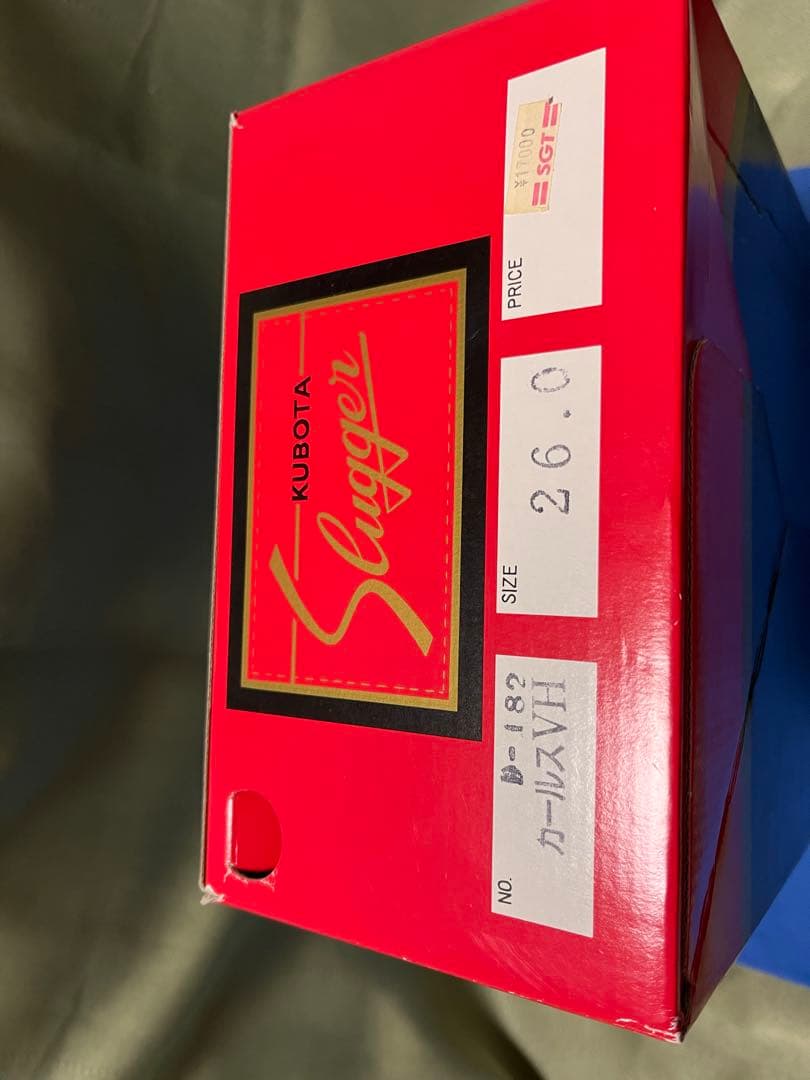 KUBOTA
Slugger
NO.
D-182
カールスVH
SIZE
26.0
PRICE
¥17000
=SGT=